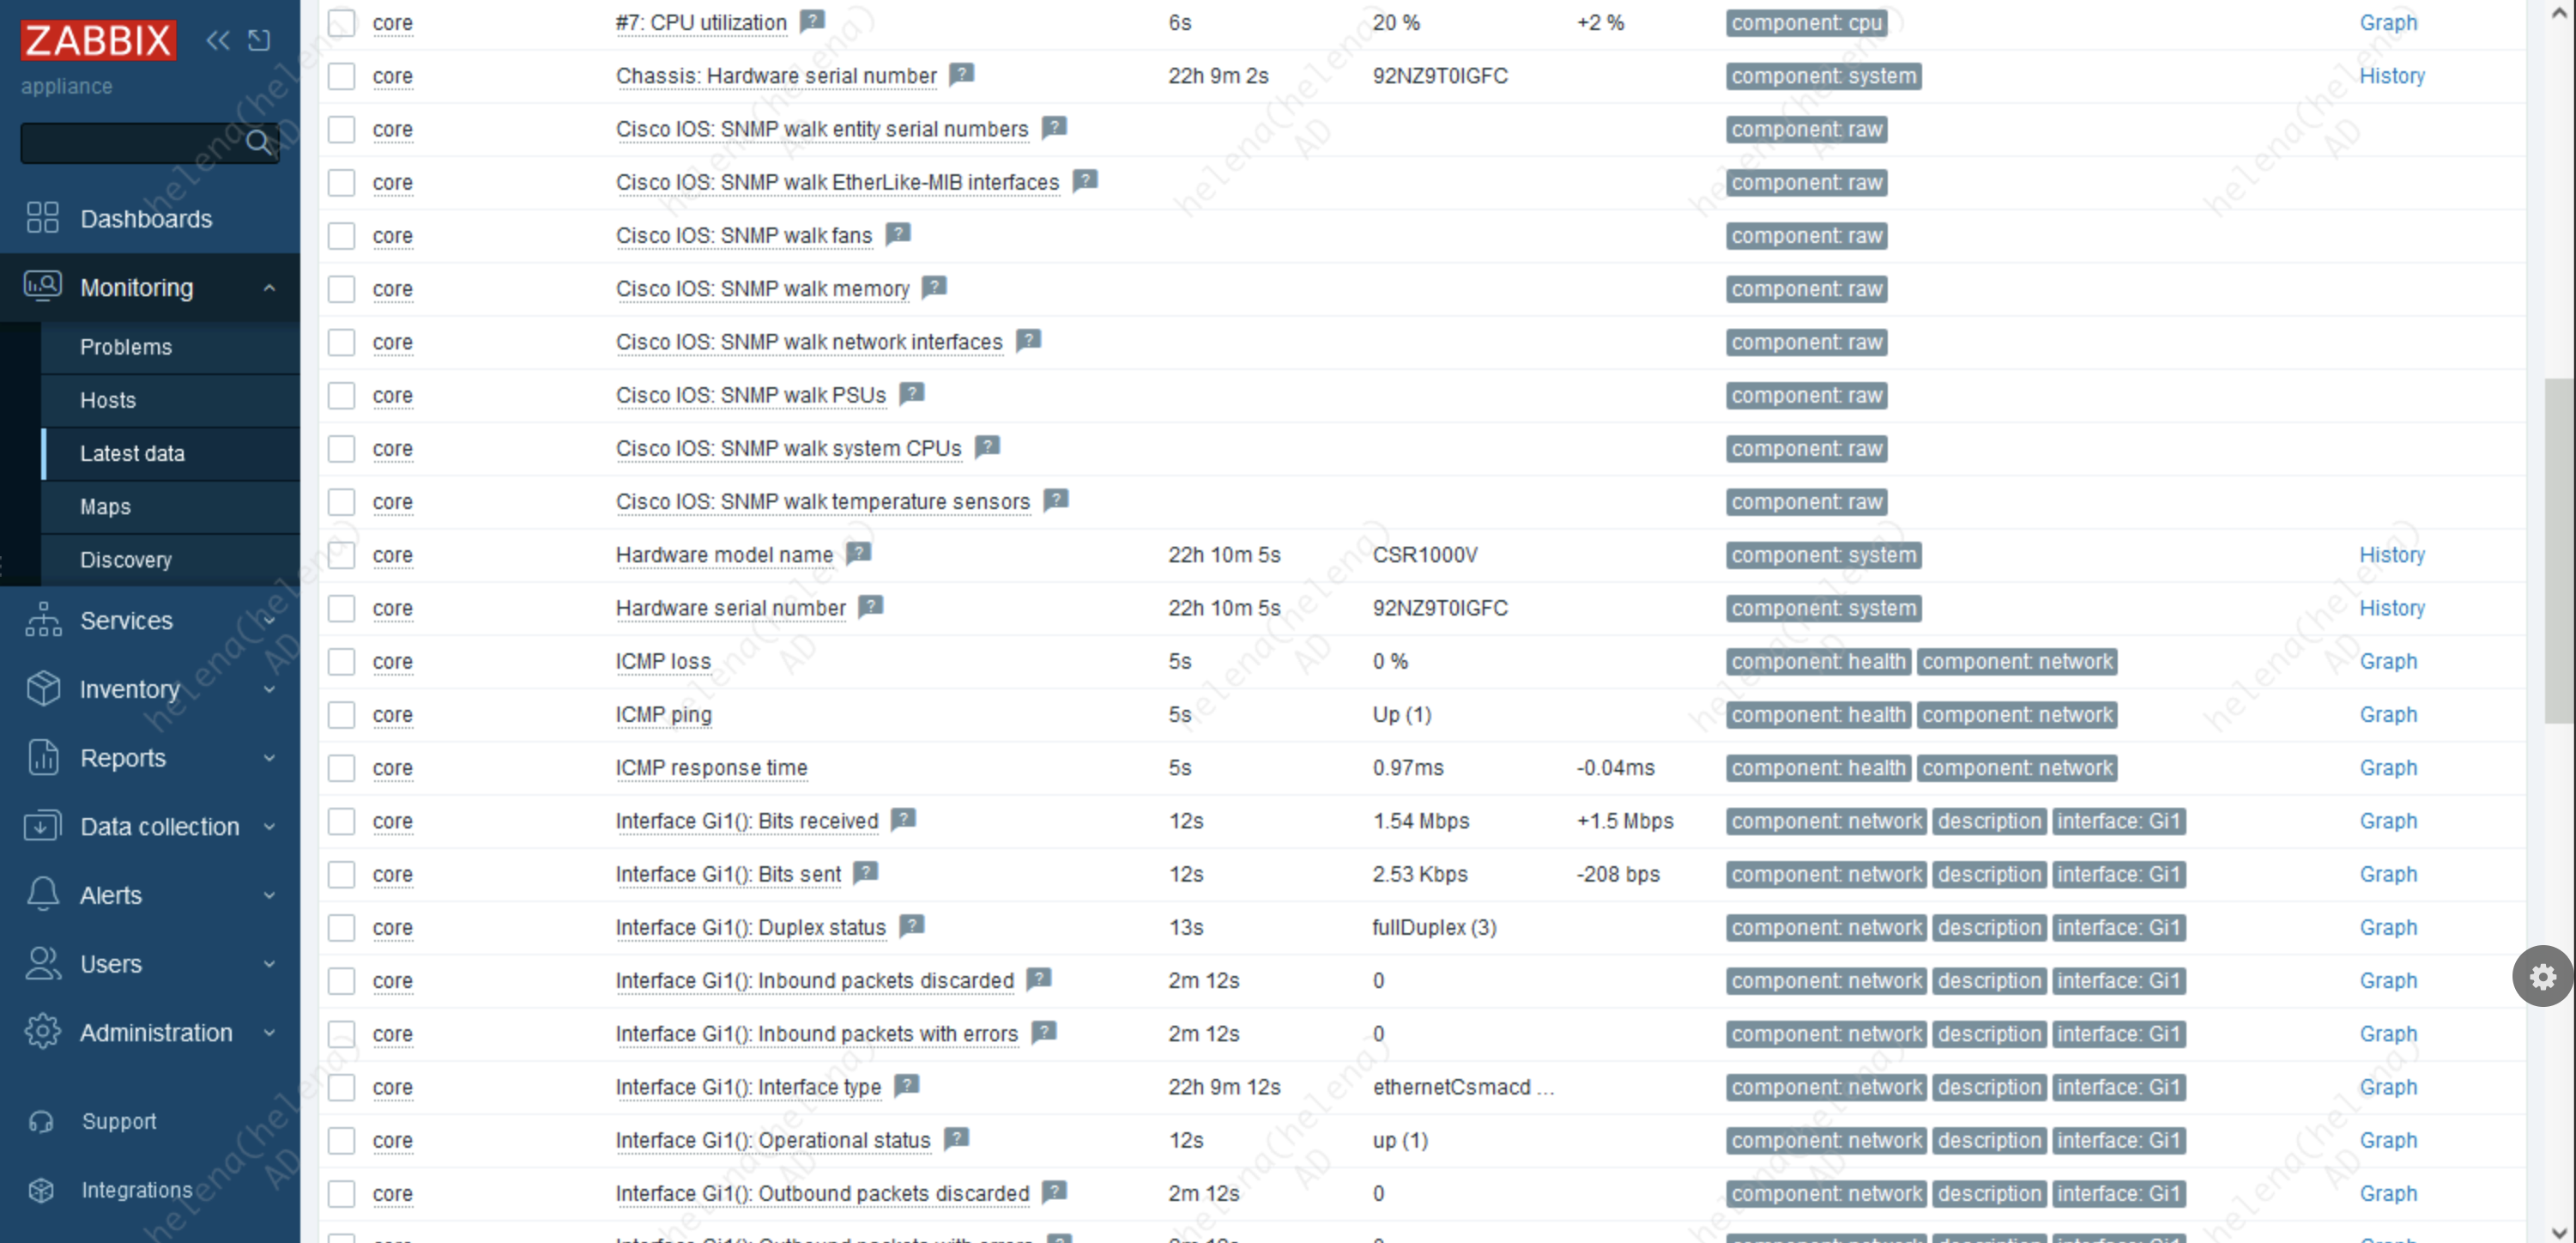 ZABBIX
appliance
Dashboards
Monitoring
Problems
Hosts
Latest data
Maps
Discovery
Services
Inventory
Reports
Data collection
Alerts
Users
Administration
Support
Integrations
core #7: CPU utilization ? 6s 20 % +2 % component: cpu Graph
core Chassis: Hardware serial number ? 22h 9m 2s 92NZ9T0IGFC component: system History
core Cisco IOS: SNMP walk entity serial numbers ? component: raw
core Cisco IOS: SNMP walk EtherLike-MIB interfaces ? component: raw
core Cisco IOS: SNMP walk fans ? component: raw
core Cisco IOS: SNMP walk memory ? component: raw
core Cisco IOS: SNMP walk network interfaces ? component: raw
core Cisco IOS: SNMP walk PSUs ? component: raw
core Cisco IOS: SNMP walk system CPUs ? component: raw
core Cisco IOS: SNMP walk temperature sensors ? component: raw
core Hardware model name ? 22h 10m 5s CSR1000V component: system History
core Hardware serial number ? 22h 10m 5s 92NZ9T0IGFC component: system History
core ICMP loss 5s 0 % component: health component: network Graph
core ICMP ping 5s Up (1) component: health component: network Graph
core ICMP response time 5s 0.97ms -0.04ms component: health component: network Graph
core Interface Gi1(): Bits received ? 12s 1.54 Mbps +1.5 Mbps component: network description interface: Gi1 Graph
core Interface Gi1(): Bits sent ? 12s 2.53 Kbps -208 bps component: network description interface: Gi1 Graph
core Interface Gi1(): Duplex status ? 13s fullDuplex (3) component: network description interface: Gi1 Graph
core Interface Gi1(): Inbound packets discarded ? 2m 12s 0 component: network description interface: Gi1 Graph
core Interface Gi1(): Inbound packets with errors ? 2m 12s 0 component: network description interface: Gi1 Graph
core Interface Gi1(): Interface type ? 22h 9m 12s ethernetCsmacd ... component: network description interface: Gi1 Graph
core Interface Gi1(): Operational status ? 12s up (1) component: network description interface: Gi1 Graph
core Interface Gi1(): Outbound packets discarded ? 2m 12s 0 component: network description interface: Gi1 Graph
helena(helena)
AD